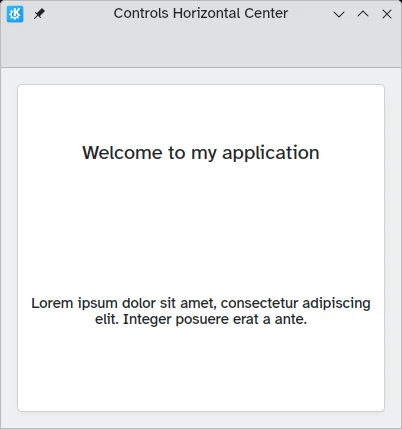 Controls Horizontal Center
Welcome to my application
Lorem ipsum dolor sit amet, consectetur adipiscing
elit. Integer posuere erat a ante.